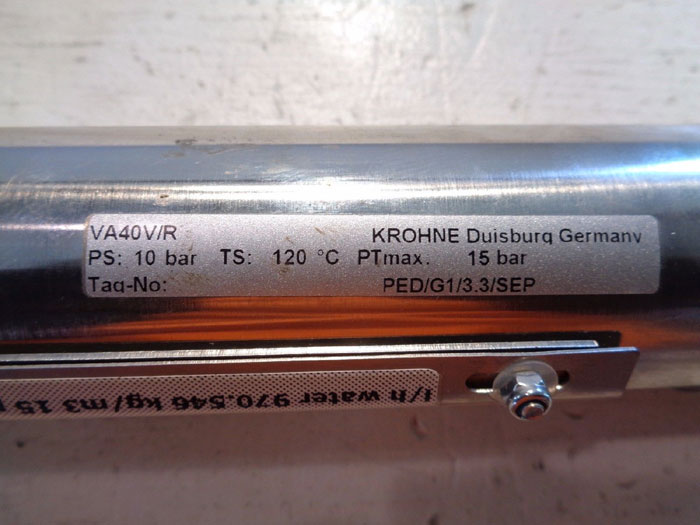 VA40V/R KROHNE Duisburg Germany
PS: 10 bar TS: 120 °C PTmax. 15 bar
Tag-No: PED/G1/3.3/SEP
l/h water 970.546 kg/m3 15